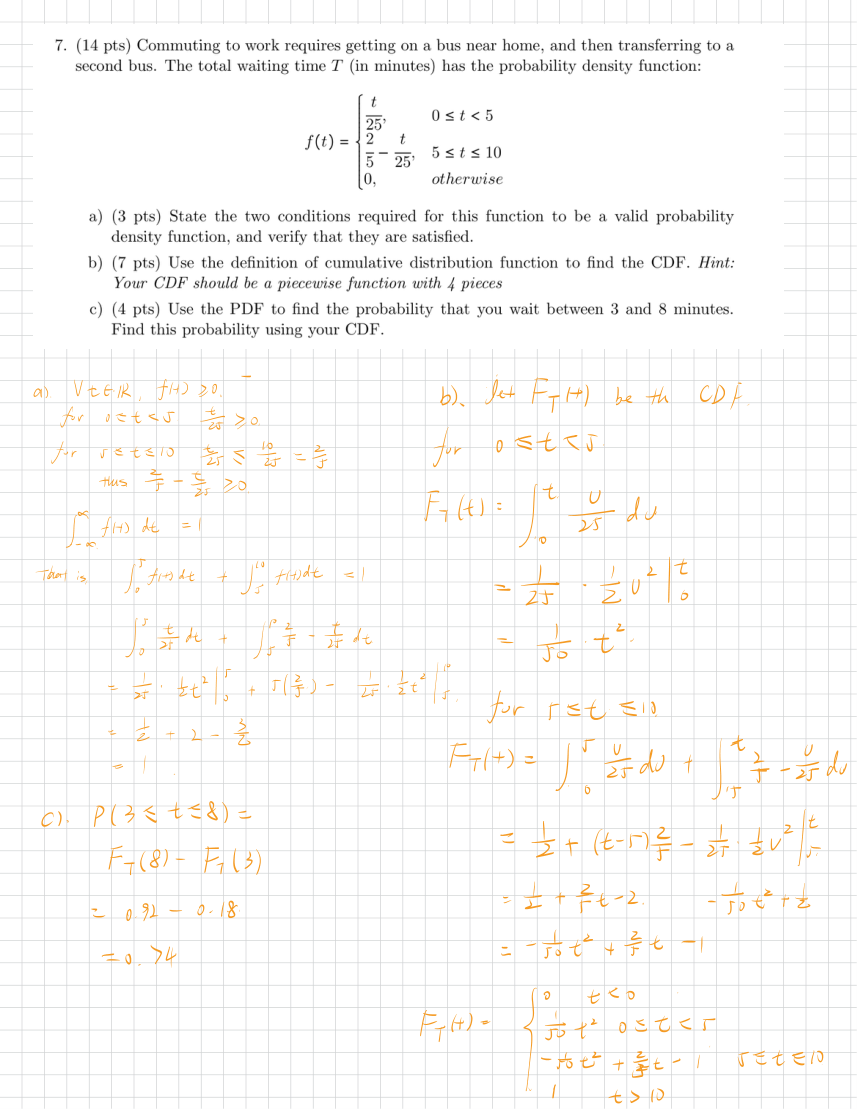 7. (14 pts) Commuting to work requires getting on a bus near home, and then transferring to a
second bus. The total waiting time T (in minutes) has the probability density function:
f(t) = { t/25, 0 ≤ t < 5
2/5 − t/25, 5 ≤ t ≤ 10
0, otherwise
a) (3 pts) State the two conditions required for this function to be a valid probability
density function, and verify that they are satisfied.
b) (7 pts) Use the definition of cumulative distribution function to find the CDF. Hint:
Your CDF should be a piecewise function with 4 pieces
c) (4 pts) Use the PDF to find the probability that you wait between 3 and 8 minutes.
Find this probability using your CDF.
a) ∀ t∈ℝ, f(t) ≥0.
for 0≤t<5 t/25 ≥0
for 5≤t≤10 t/25 ≤ 10/25 = 2/5
thus 2/5 − t/25 ≥0
∫_{-∞}^{∞} f(t) dt = 1
That is ∫_0^5 f(t) dt + ∫_5^10 f(t) dt = 1
∫_0^5 t/25 dt + ∫_5^10 2/5 − t/25 dt
= 1/25 · 1/2 t² |_0^5 + 5(2/5) − 1/25 · 1/2 t² |_5^10
= 1/2 + 2 − 3/2
= 1
c). P(3 ≤ t ≤ 8) =
F_T(8) − F_T(3)
= 0.92 − 0.18
= 0.74
b). let F_T(t) be th CDF.
for 0 ≤ t < 5
F_T(t) = ∫_0^t u/25 du
= 1/25 · 1/2 u² |_0^t
= 1/50 · t².
for 5 ≤ t ≤ 10
F_T(t) = ∫_0^5 u/25 du + ∫_5^t 2/5 − u/25 du
= 1/2 + (t−5) 2/5 − 1/25 · 1/2 u² |_5^t
= 1/2 + 2/5 t − 2. − 1/50 t² + 1/2
= − 1/50 t² + 2/5 t − 1
F_T(t) = { 0 t < 0
1/50 t² 0 ≤ t < 5
− 1/50 t² + 2/5 t − 1 5 ≤ t ≤ 10
1 t > 10